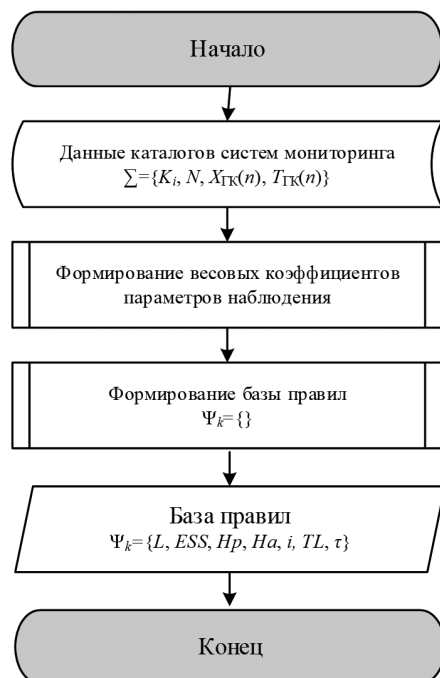 Начало
Данные каталогов систем мониторинга
∑={Ki, N, XГК(n), TГК(n)}
Формирование весовых коэффициентов
параметров наблюдения
Формирование базы правил
Ψk={}
База правил
Ψk={L, ESS, Hp, Ha, i, TL, τ}
Конец